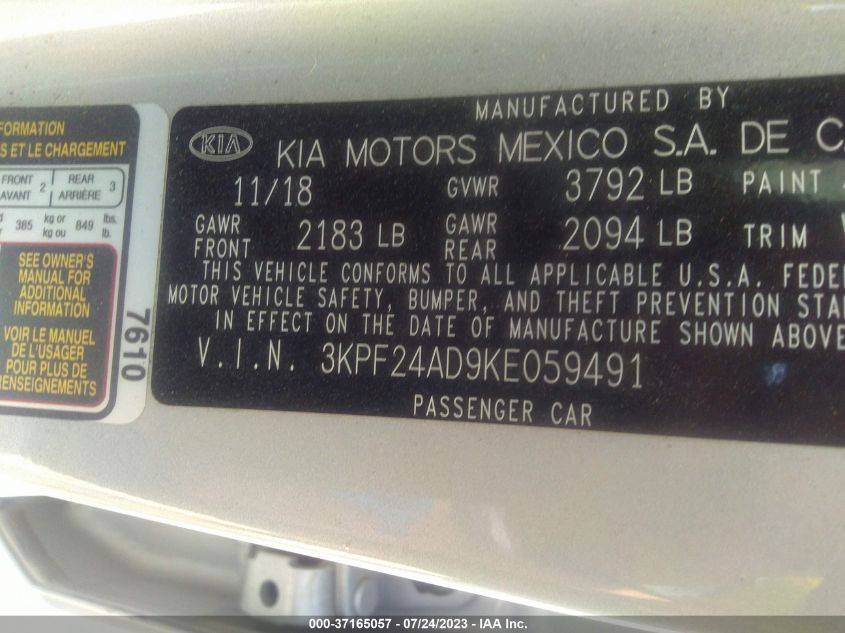 MANUFACTURED BY
KIA KIA MOTORS MEXICO S.A. DE
11/18 GVWR 3792 LB PAINT
GAWR FRONT 2183 LB GAWR REAR 2094 LB TRIM
THIS VEHICLE CONFORMS TO ALL APPLICABLE U.S.A. FEDE
MOTOR VEHICLE SAFETY, BUMPER, AND THEFT PREVENTION STA
IN EFFECT ON THE DATE OF MANUFACTURE SHOWN ABOVE
V.I.N. 3KPF24AD9KE059491
PASSENGER CAR
FORMATION
S ET LE CHARGEMENT
FRONT AVANT 2 REAR ARRIÈRE 3
385 kg or kg ou 849 lbs. lb.
SEE OWNER'S
MANUAL FOR
ADDITIONAL
INFORMATION
VOIR LE MANUEL
DE L'USAGER
POUR PLUS DE
RENSEIGNEMENTS
7610
000-37165057 - 07/24/2023 - IAA Inc.